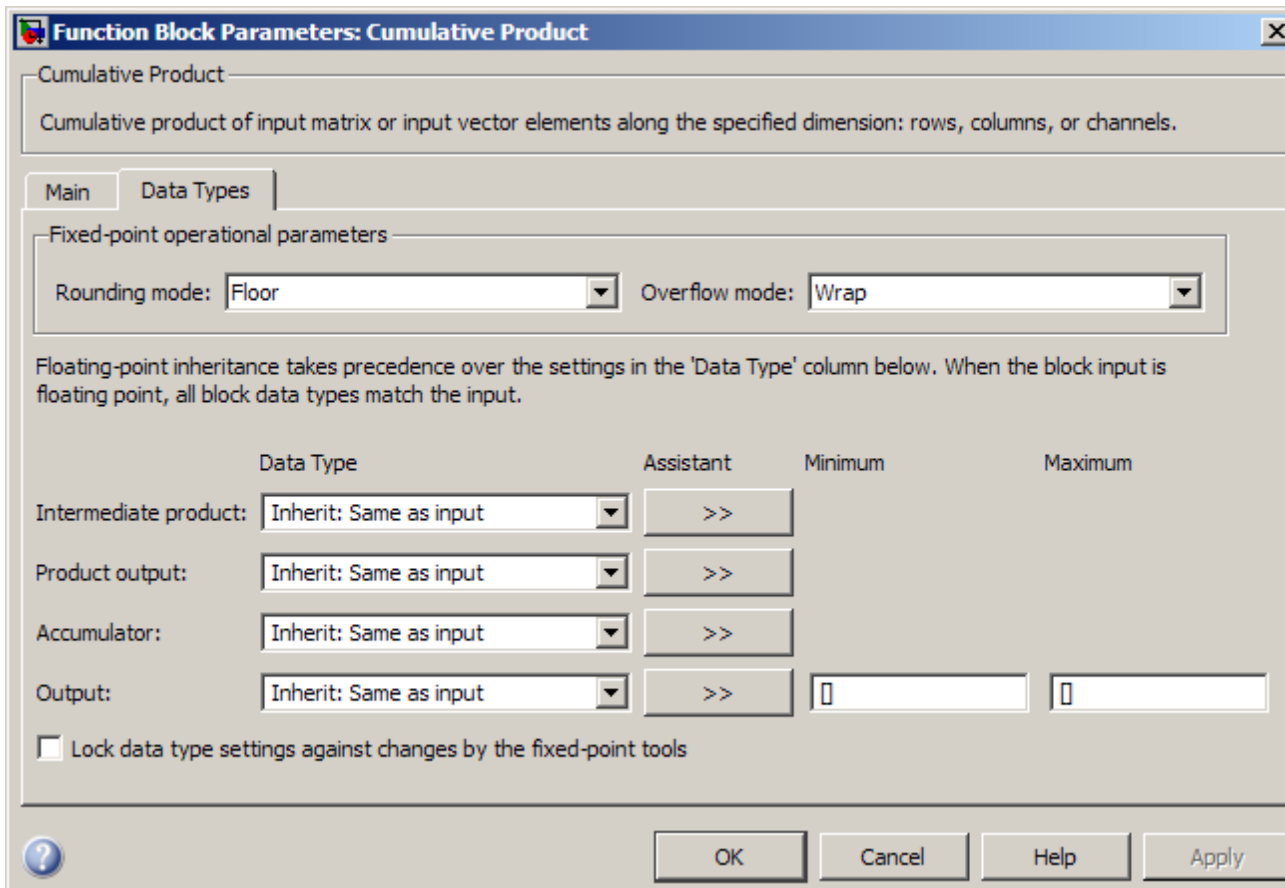 Function Block Parameters: Cumulative Product
Cumulative Product
Cumulative product of input matrix or input vector elements along the specified dimension: rows, columns, or channels.
Main Data Types
Fixed-point operational parameters
Rounding mode: Floor Overflow mode: Wrap
Floating-point inheritance takes precedence over the settings in the 'Data Type' column below. When the block input is
floating point, all block data types match the input.
Data Type Assistant Minimum Maximum
Intermediate product: Inherit: Same as input >>
Product output: Inherit: Same as input >>
Accumulator: Inherit: Same as input >>
Output: Inherit: Same as input >> [] []
Lock data type settings against changes by the fixed-point tools
? OK Cancel Help Apply